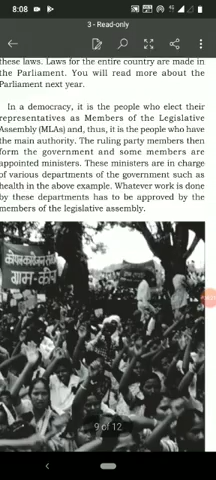 8:08
3 - Read-only
these laws. Laws for the entire country are made in
the Parliament. You will read more about the
Parliament next year.
In a democracy, it is the people who elect their
representatives as Members of the Legislative
Assembly (MLAs) and, thus, it is the people who have
the main authority. The ruling party members then
form the government and some members are
appointed ministers. These ministers are in charge
of various departments of the government such as
health in the above example. Whatever work is done
by these departments has to be approved by the
members of the legislative assembly.
9 of 12